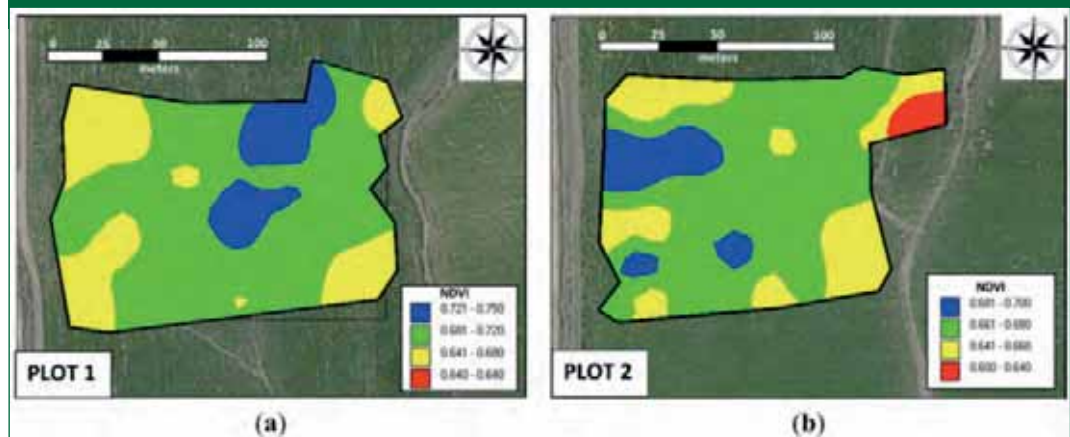 0 25 50 100
meters
NDVI
0.721 - 0.750
0.681 - 0.720
0.641 - 0.680
0.640 - 0.640
PLOT 1
(a)
0 25 50 100
meters
NDVI
0.681 - 0.700
0.661 - 0.680
0.641 - 0.660
0.600 - 0.640
PLOT 2
(b)